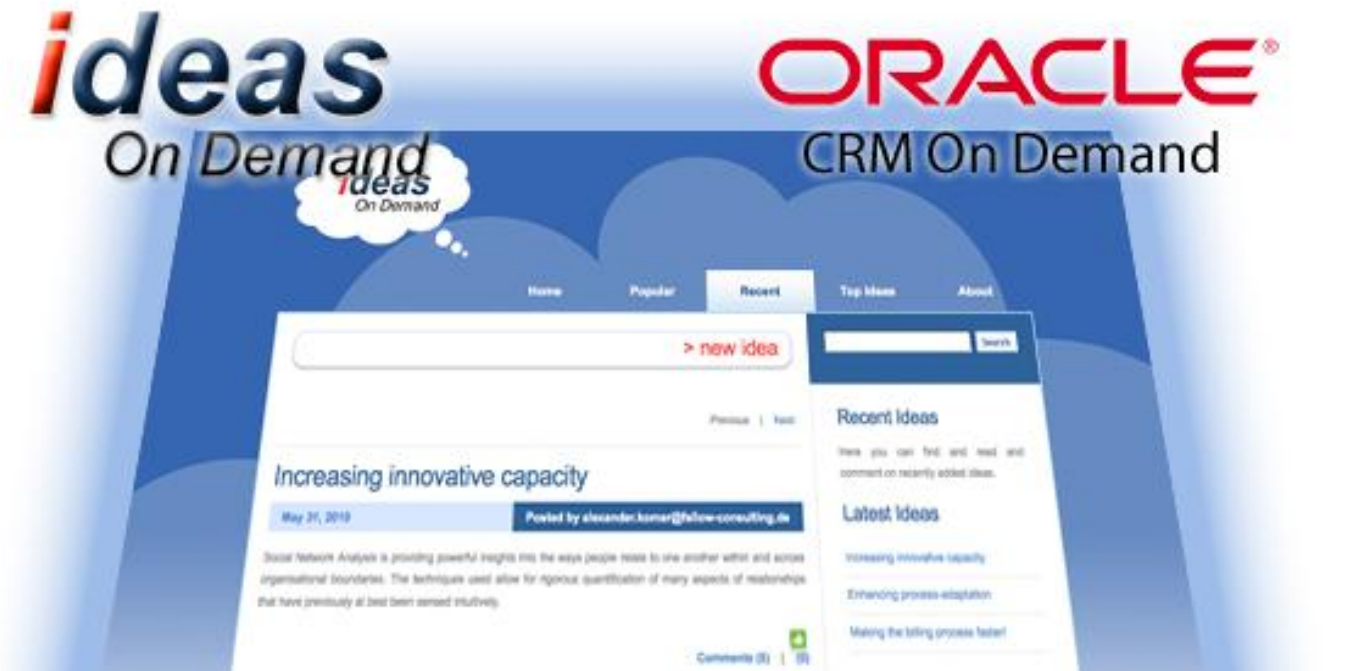 ideas
On Demand
ORACLE®
CRM On Demand
ideas
On Demand
Home Popular Recent Top Ideas About
> new idea
Search
Previous | Next
Recent Ideas
Here you can find and read and
comment on recently added ideas.
Increasing innovative capacity
May 31, 2010
Posted by alexander.komar@fellow-consulting.de
Social Network Analysis is providing powerful insights into the ways people relate to one another within and across
organisational boundaries. The techniques used allow for rigorous quantification of many aspects of relationships
that have previously at best been sensed intuitively.
Comments (5) | (0)
Latest Ideas
Increasing innovative capacity
Enhancing process-adaptation
Making the billing process faster!